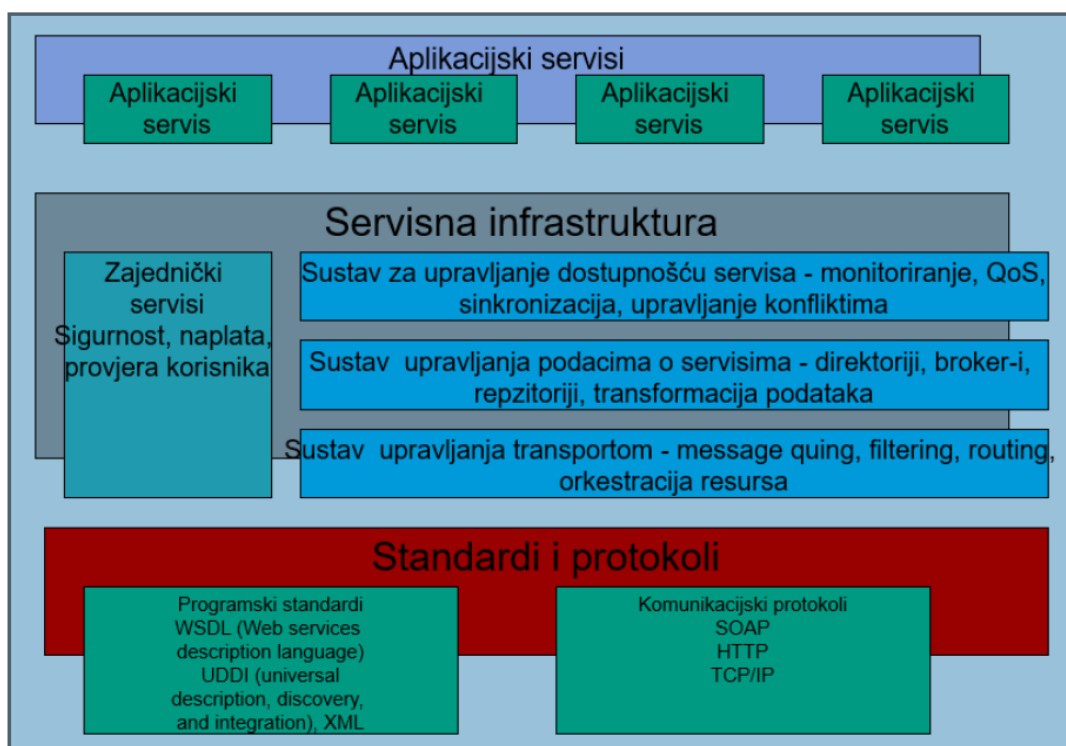 Aplikacijski servisi
Aplikacijski
servis
Aplikacijski
servis
Aplikacijski
servis
Aplikacijski
servis
Servisna infrastruktura
Zajednički
servisi
Sigurnost, naplata,
provjera korisnika
Sustav za upravljanje dostupnošću servisa - monitoriranje, QoS,
sinkronizacija, upravljanje konfliktima
Sustav upravljanja podacima o servisima - direktoriji, broker-i,
repzitoriji, transformacija podataka
Sustav upravljanja transportom - message quing, filtering, routing,
orkestracija resursa
Standardi i protokoli
Programski standardi
WSDL (Web services
description language)
UDDI (universal
description, discovery,
and integration), XML
Komunikacijski protokoli
SOAP
HTTP
TCP/IP